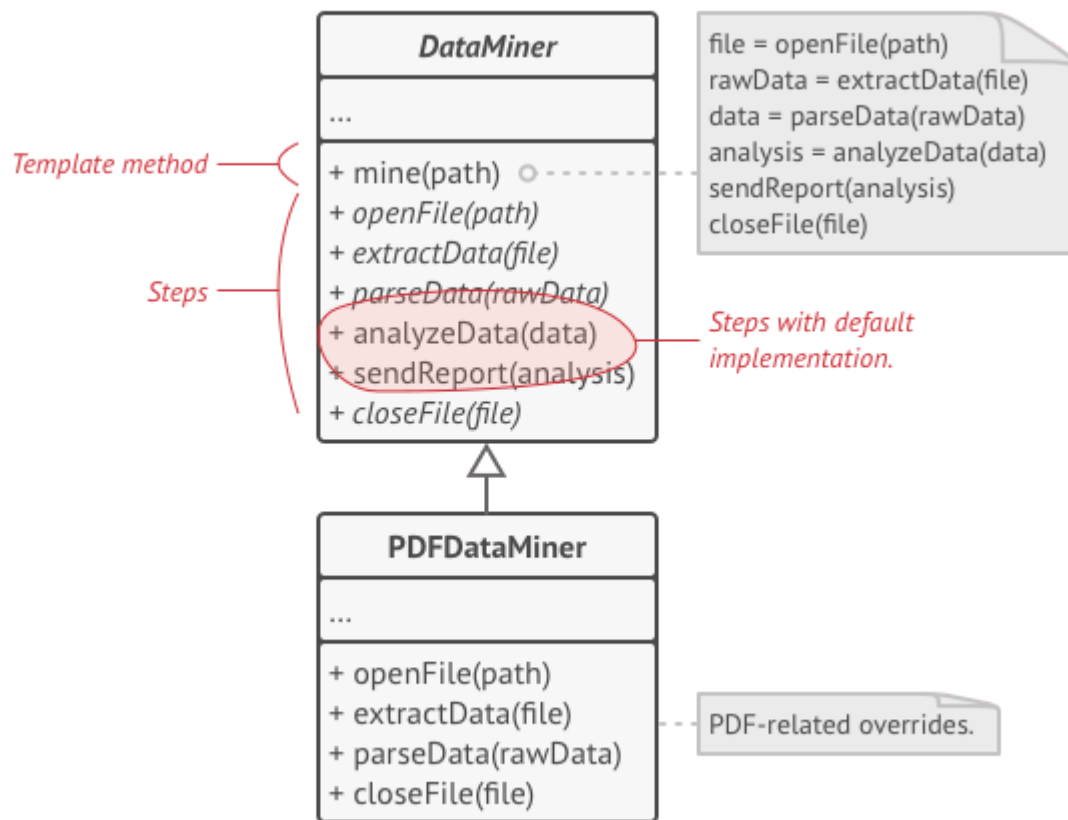 DataMiner
...
Template method
+ mine(path)
file = openFile(path)
rawData = extractData(file)
data = parseData(rawData)
analysis = analyzeData(data)
sendReport(analysis)
closeFile(file)
Steps
+ openFile(path)
+ extractData(file)
+ parseData(rawData)
+ analyzeData(data)
+ sendReport(analysis)
+ closeFile(file)
Steps with default
implementation.
PDFDataMiner
...
+ openFile(path)
+ extractData(file)
+ parseData(rawData)
+ closeFile(file)
PDF-related overrides.